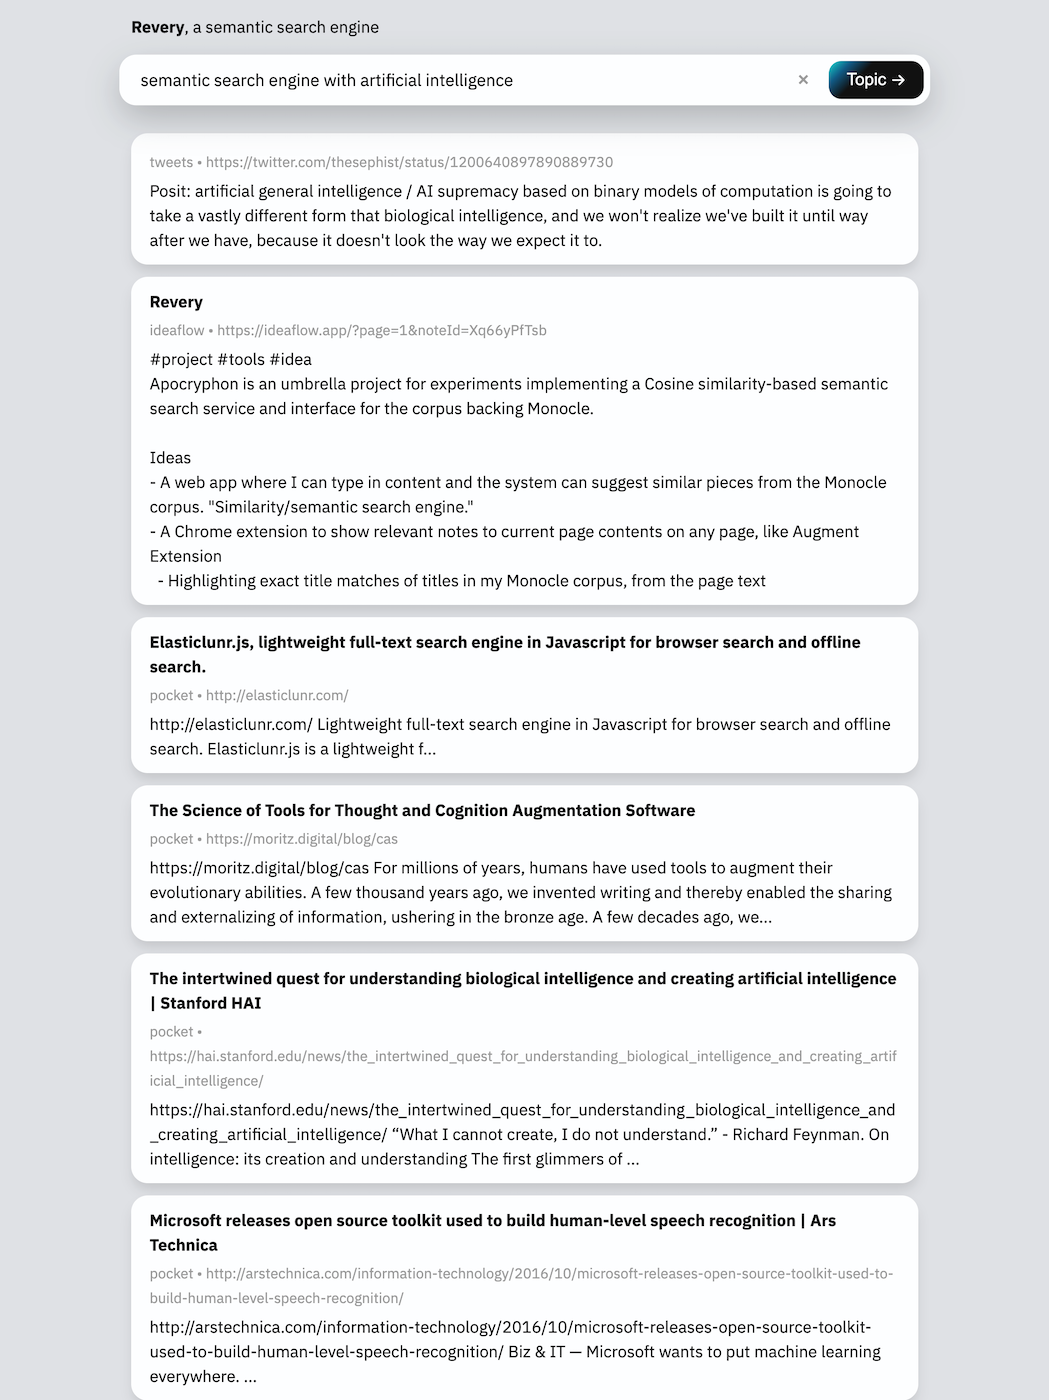 Revery, a semantic search engine
semantic search engine with artificial intelligence
×
Topic →
tweets • https://twitter.com/thesephist/status/1200640897890889730
Posit: artificial general intelligence / AI supremacy based on binary models of computation is going to
take a vastly different form that biological intelligence, and we won't realize we've built it until way
after we have, because it doesn't look the way we expect it to.
Revery
ideaflow • https://ideaflow.app/?page=1&noteId=Xq66yPfTsb
#project #tools #idea
Apocryphon is an umbrella project for experiments implementing a Cosine similarity-based semantic
search service and interface for the corpus backing Monocle.
Ideas
- A web app where I can type in content and the system can suggest similar pieces from the Monocle
corpus. "Similarity/semantic search engine."
- A Chrome extension to show relevant notes to current page contents on any page, like Augment
Extension
- Highlighting exact title matches of titles in my Monocle corpus, from the page text
Elasticlunr.js, lightweight full-text search engine in Javascript for browser search and offline
search.
pocket • http://elasticlunr.com/
http://elasticlunr.com/ Lightweight full-text search engine in Javascript for browser search and offline
search. Elasticlunr.js is a lightweight f...
The Science of Tools for Thought and Cognition Augmentation Software
pocket • https://moritz.digital/blog/cas
https://moritz.digital/blog/cas For millions of years, humans have used tools to augment their
evolutionary abilities. A few thousand years ago, we invented writing and thereby enabled the sharing
and externalizing of information, ushering in the bronze age. A few decades ago, we...
The intertwined quest for understanding biological intelligence and creating artificial intelligence
| Stanford HAI
pocket •
https://hai.stanford.edu/news/the_intertwined_quest_for_understanding_biological_intelligence_and_creating_artif
icial_intelligence/
https://hai.stanford.edu/news/the_intertwined_quest_for_understanding_biological_intelligence_and
_creating_artificial_intelligence/ “What I cannot create, I do not understand.” - Richard Feynman. On
intelligence: its creation and understanding The first glimmers of ...
Microsoft releases open source toolkit used to build human-level speech recognition | Ars
Technica
pocket • http://arstechnica.com/information-technology/2016/10/microsoft-releases-open-source-toolkit-used-to-
build-human-level-speech-recognition/
http://arstechnica.com/information-technology/2016/10/microsoft-releases-open-source-toolkit-
used-to-build-human-level-speech-recognition/ Biz & IT — Microsoft wants to put machine learning
everywhere. ...